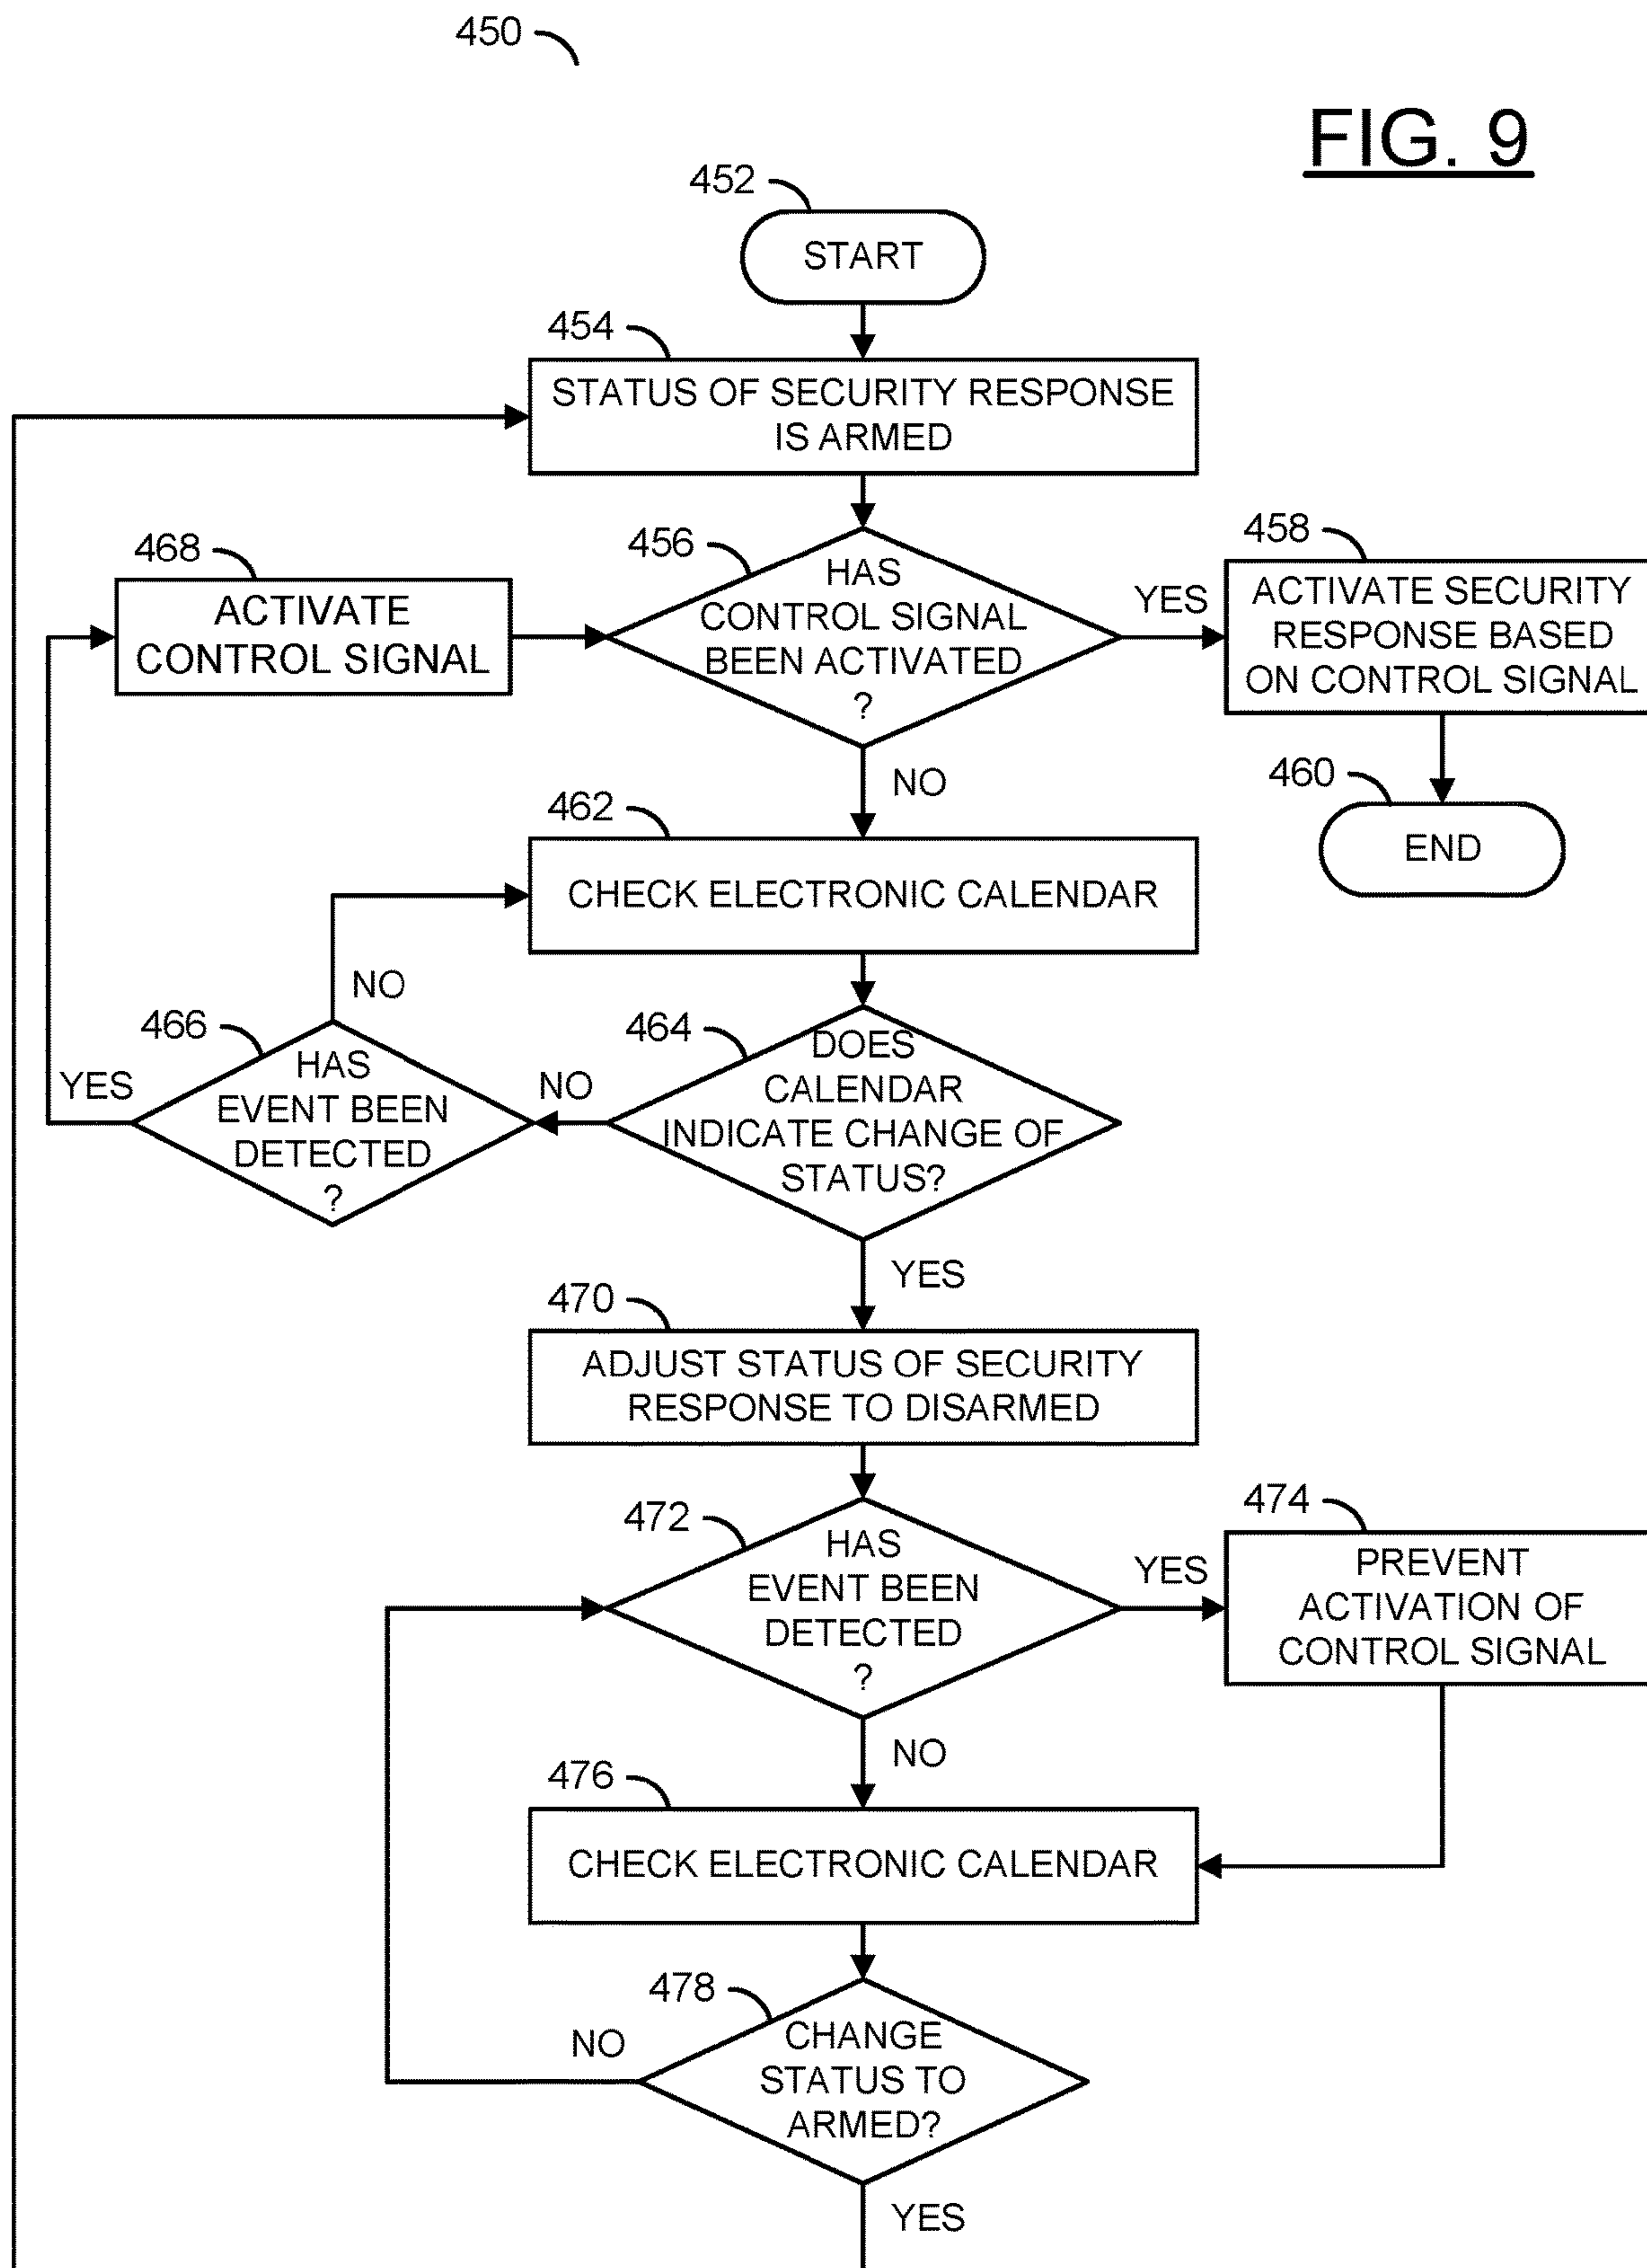 450
FIG. 9
452
START
454
STATUS OF SECURITY RESPONSE
IS ARMED
468
ACTIVATE
CONTROL SIGNAL
456
HAS
CONTROL SIGNAL
BEEN ACTIVATED
?
YES
458
ACTIVATE SECURITY
RESPONSE BASED
ON CONTROL SIGNAL
NO
460
END
462
CHECK ELECTRONIC CALENDAR
NO
466
HAS
EVENT BEEN
DETECTED
?
YES
NO
464
DOES
CALENDAR
INDICATE CHANGE OF
STATUS?
YES
470
ADJUST STATUS OF SECURITY
RESPONSE TO DISARMED
472
HAS
EVENT BEEN
DETECTED
?
YES
474
PREVENT
ACTIVATION OF
CONTROL SIGNAL
NO
476
CHECK ELECTRONIC CALENDAR
478
CHANGE
STATUS TO
ARMED?
NO
YES